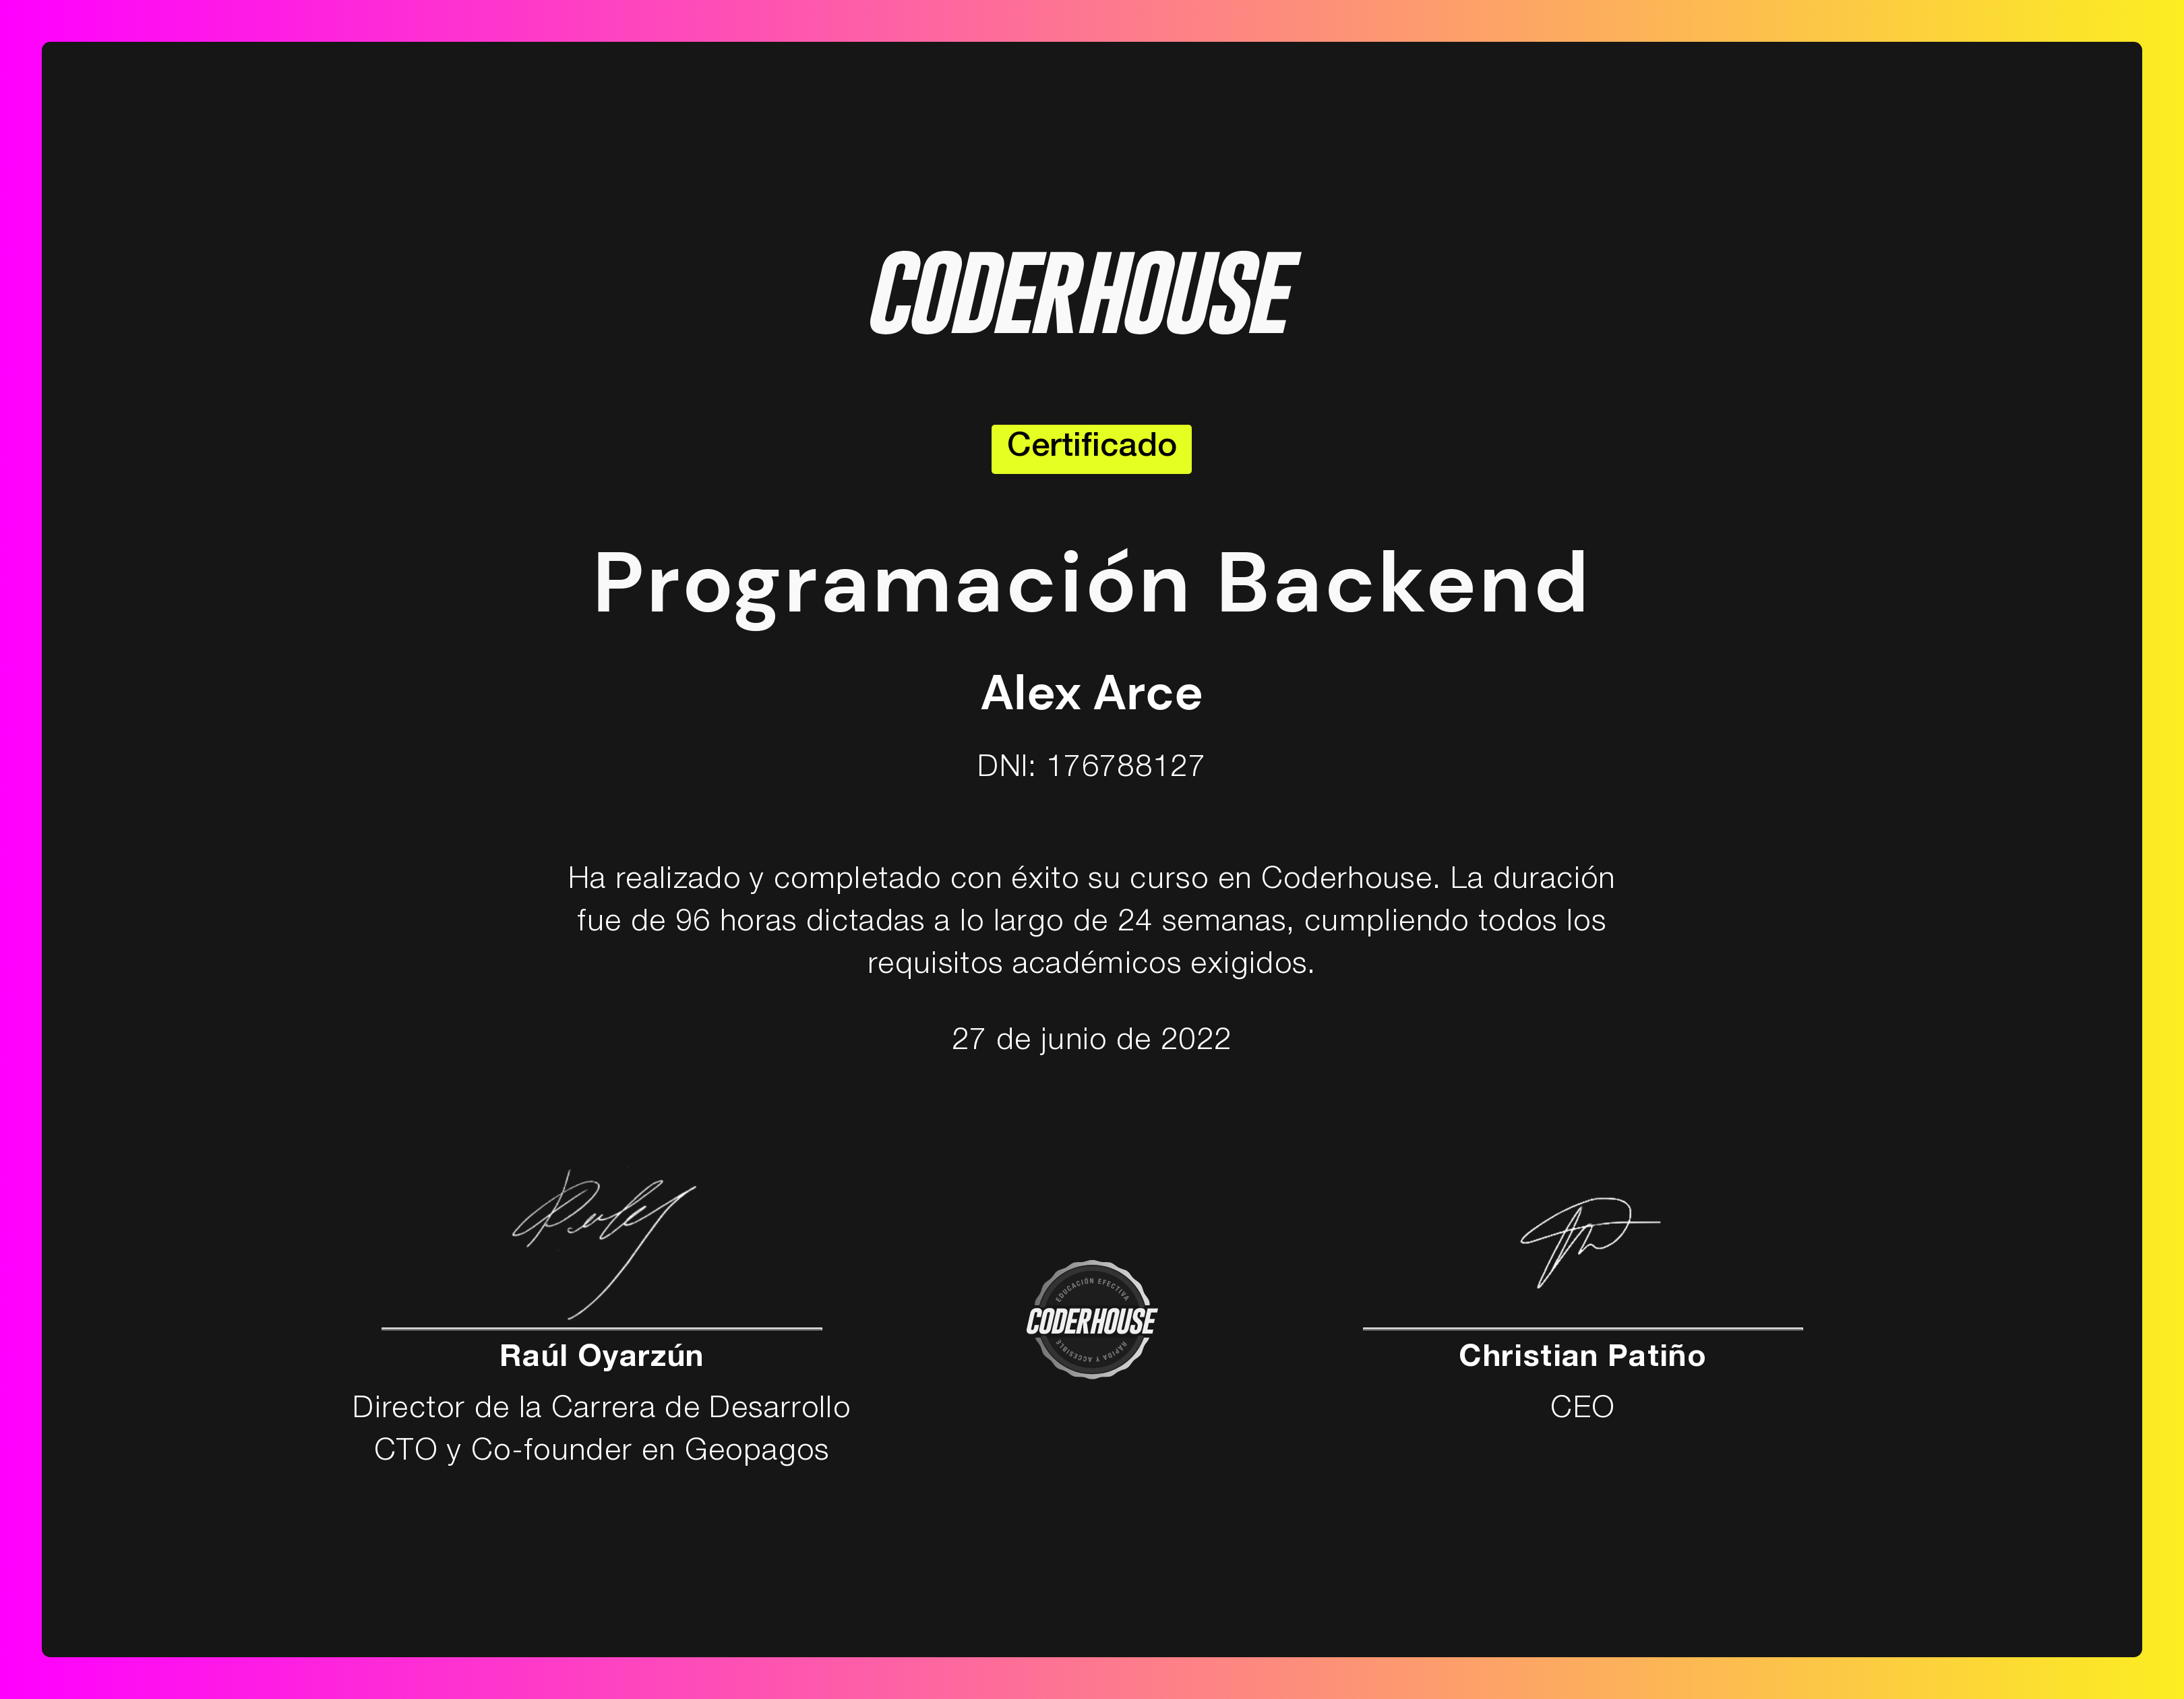 CODERHOUSE
Certificado
Programación Backend
Alex Arce
DNI: 176788127
Ha realizado y completado con éxito su curso en Coderhouse. La duración
fue de 96 horas dictadas a lo largo de 24 semanas, cumpliendo todos los
requisitos académicos exigidos.
27 de junio de 2022
Raúl Oyarzún
Director de la Carrera de Desarrollo
CTO y Co-founder en Geopagos
EDUCACIÓN EFECTIVA
CODERHOUSE
RÁPIDA Y ACCESIBLE
Christian Patiño
CEO